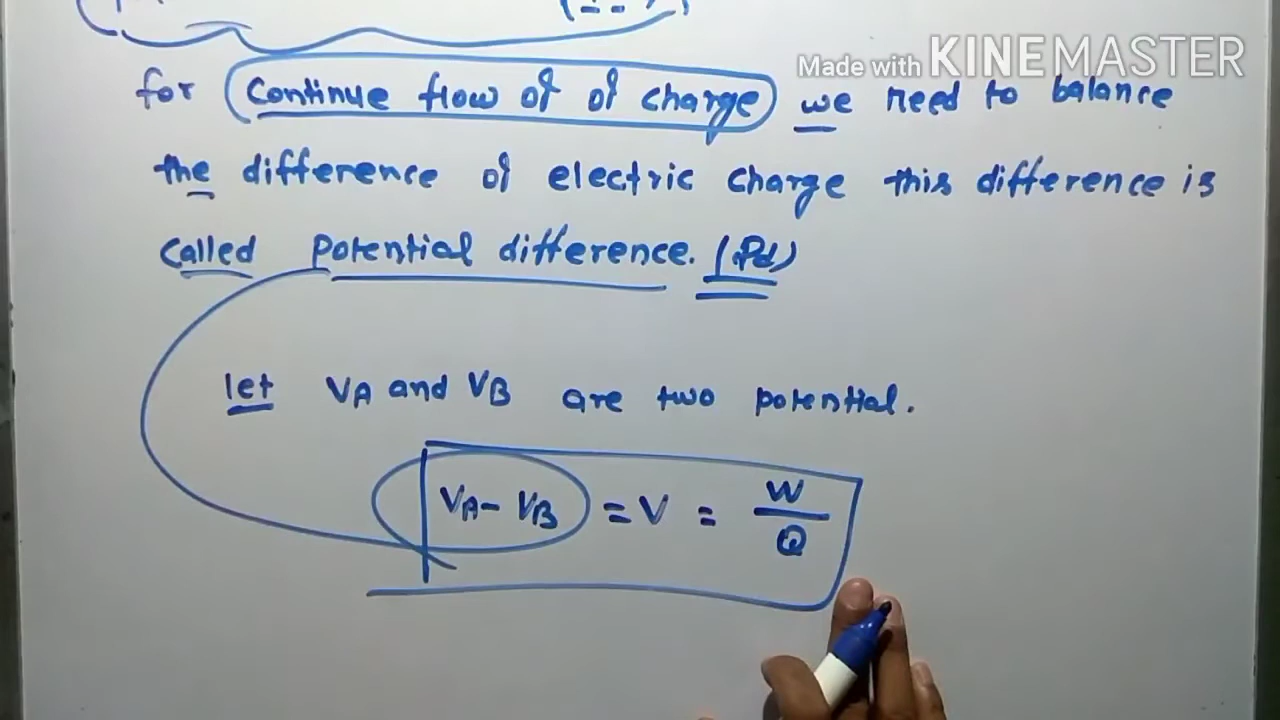 Made with KINEMASTER
for continue flow of of charge we need to balance
the difference of electric charge this difference is
called potential difference. (Pd)
let VA and VB are two potential.
VA - VB = V = W
Q